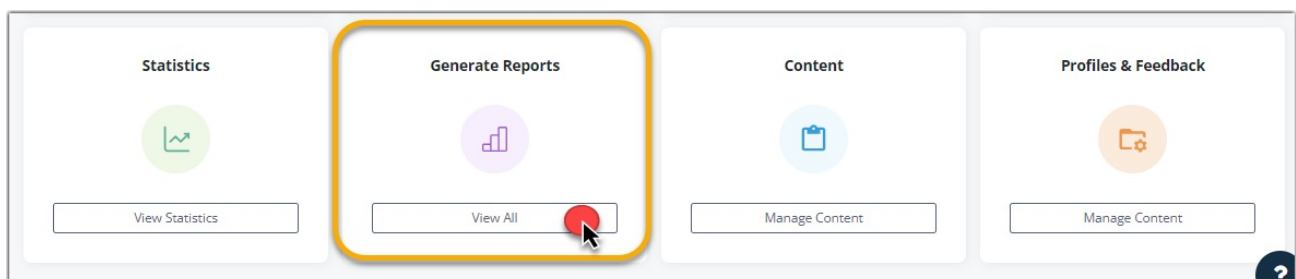 Statistics
Generate Reports
Content
Profiles & Feedback
View Statistics
View All
Manage Content
Manage Content
?